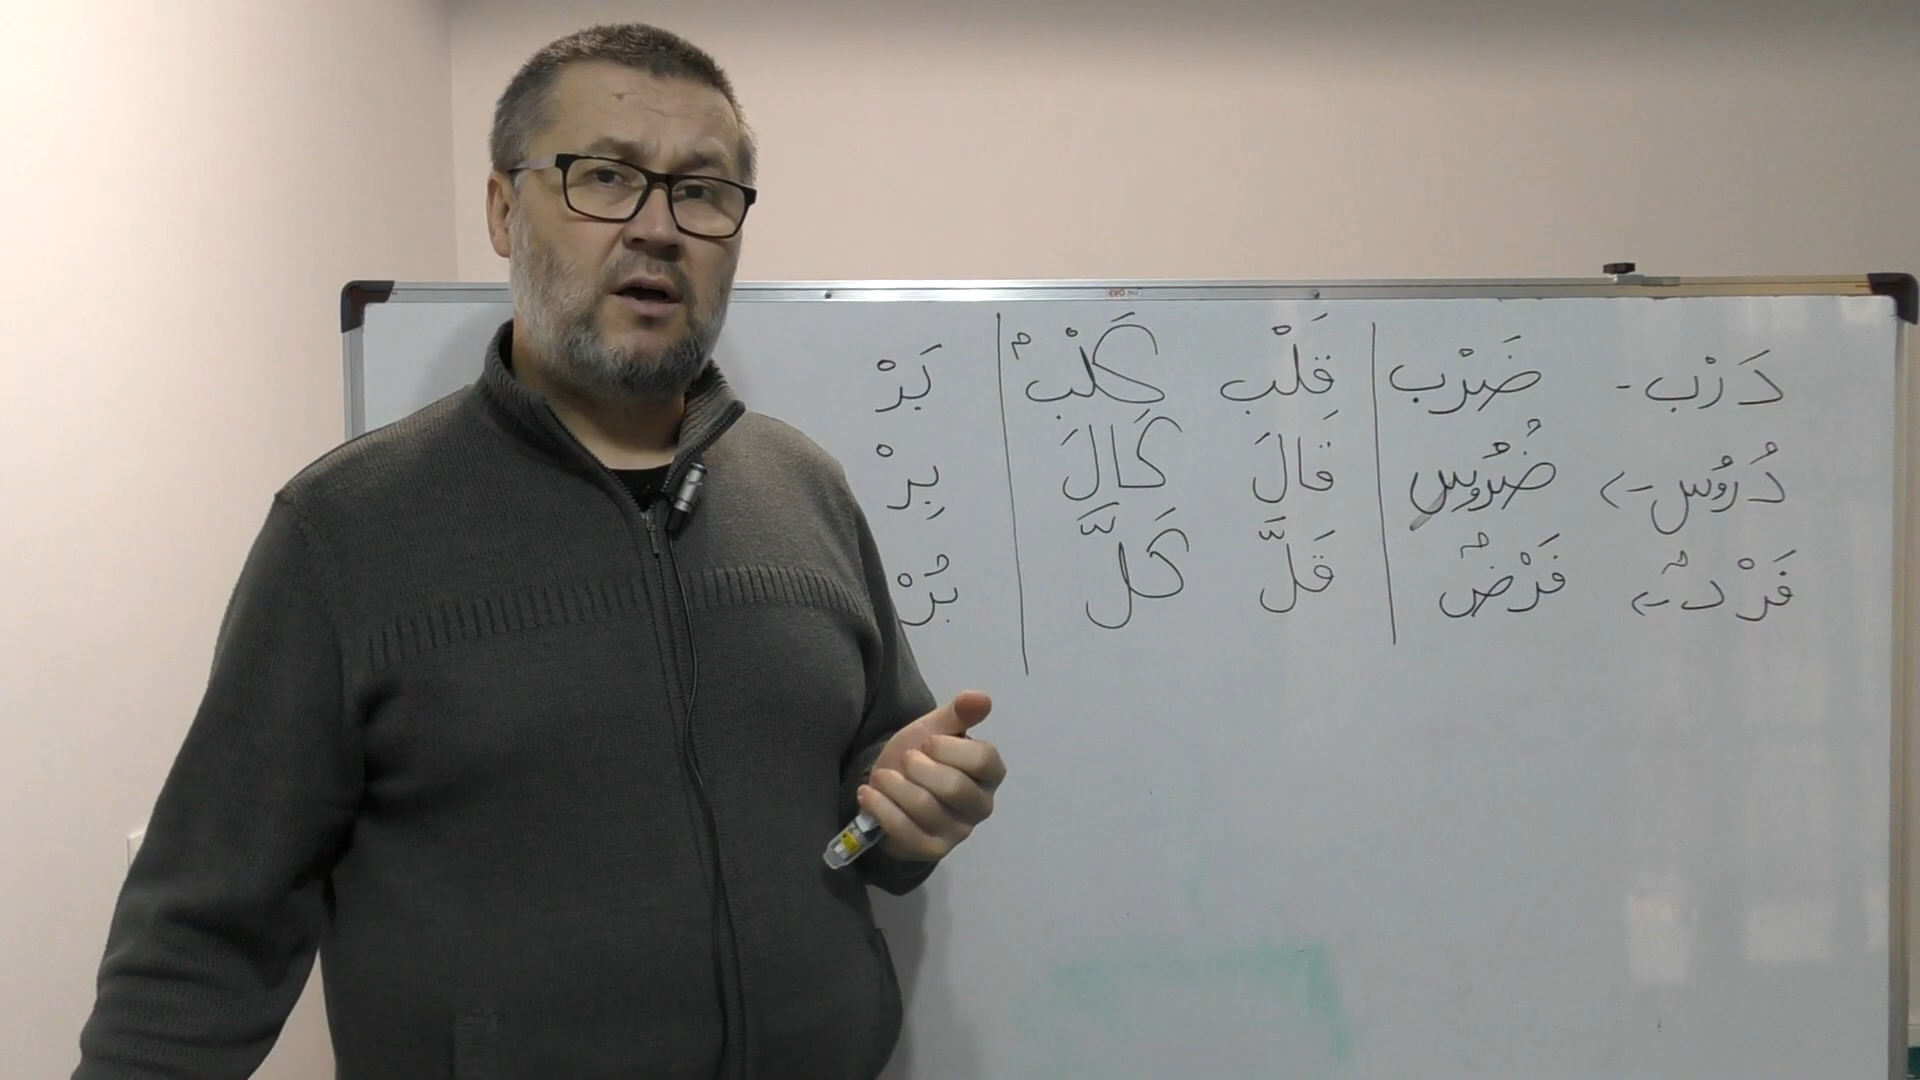 دَرْب - ضَرْب | قَلْب كَلْبٌ | بَرْ
دُرُوس -> ضُرُوس | قَالَ كَالَ | بِرْ
فَرْدٌ -> فَرْضٌ | قَلَّ كَلَّ | بُرْ